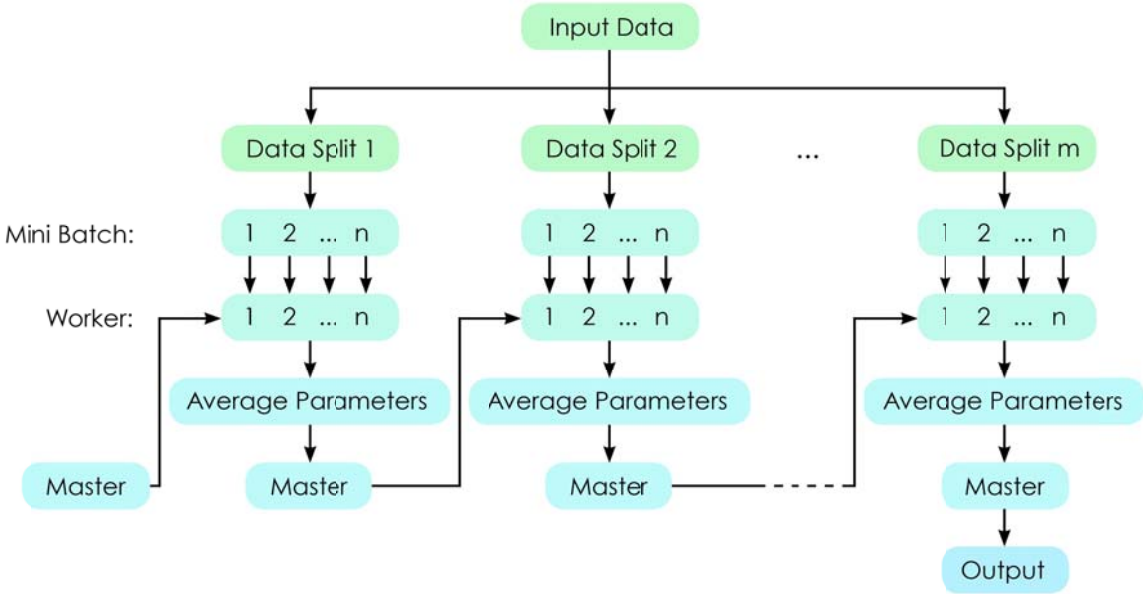 Input Data
Data Split 1 Data Split 2 ... Data Split m
Mini Batch: 1 2 ... n 1 2 ... n 1 2 ... n
Worker: 1 2 ... n 1 2 ... n 1 2 ... n
Average Parameters Average Parameters Average Parameters
Master Master Master Master
Output